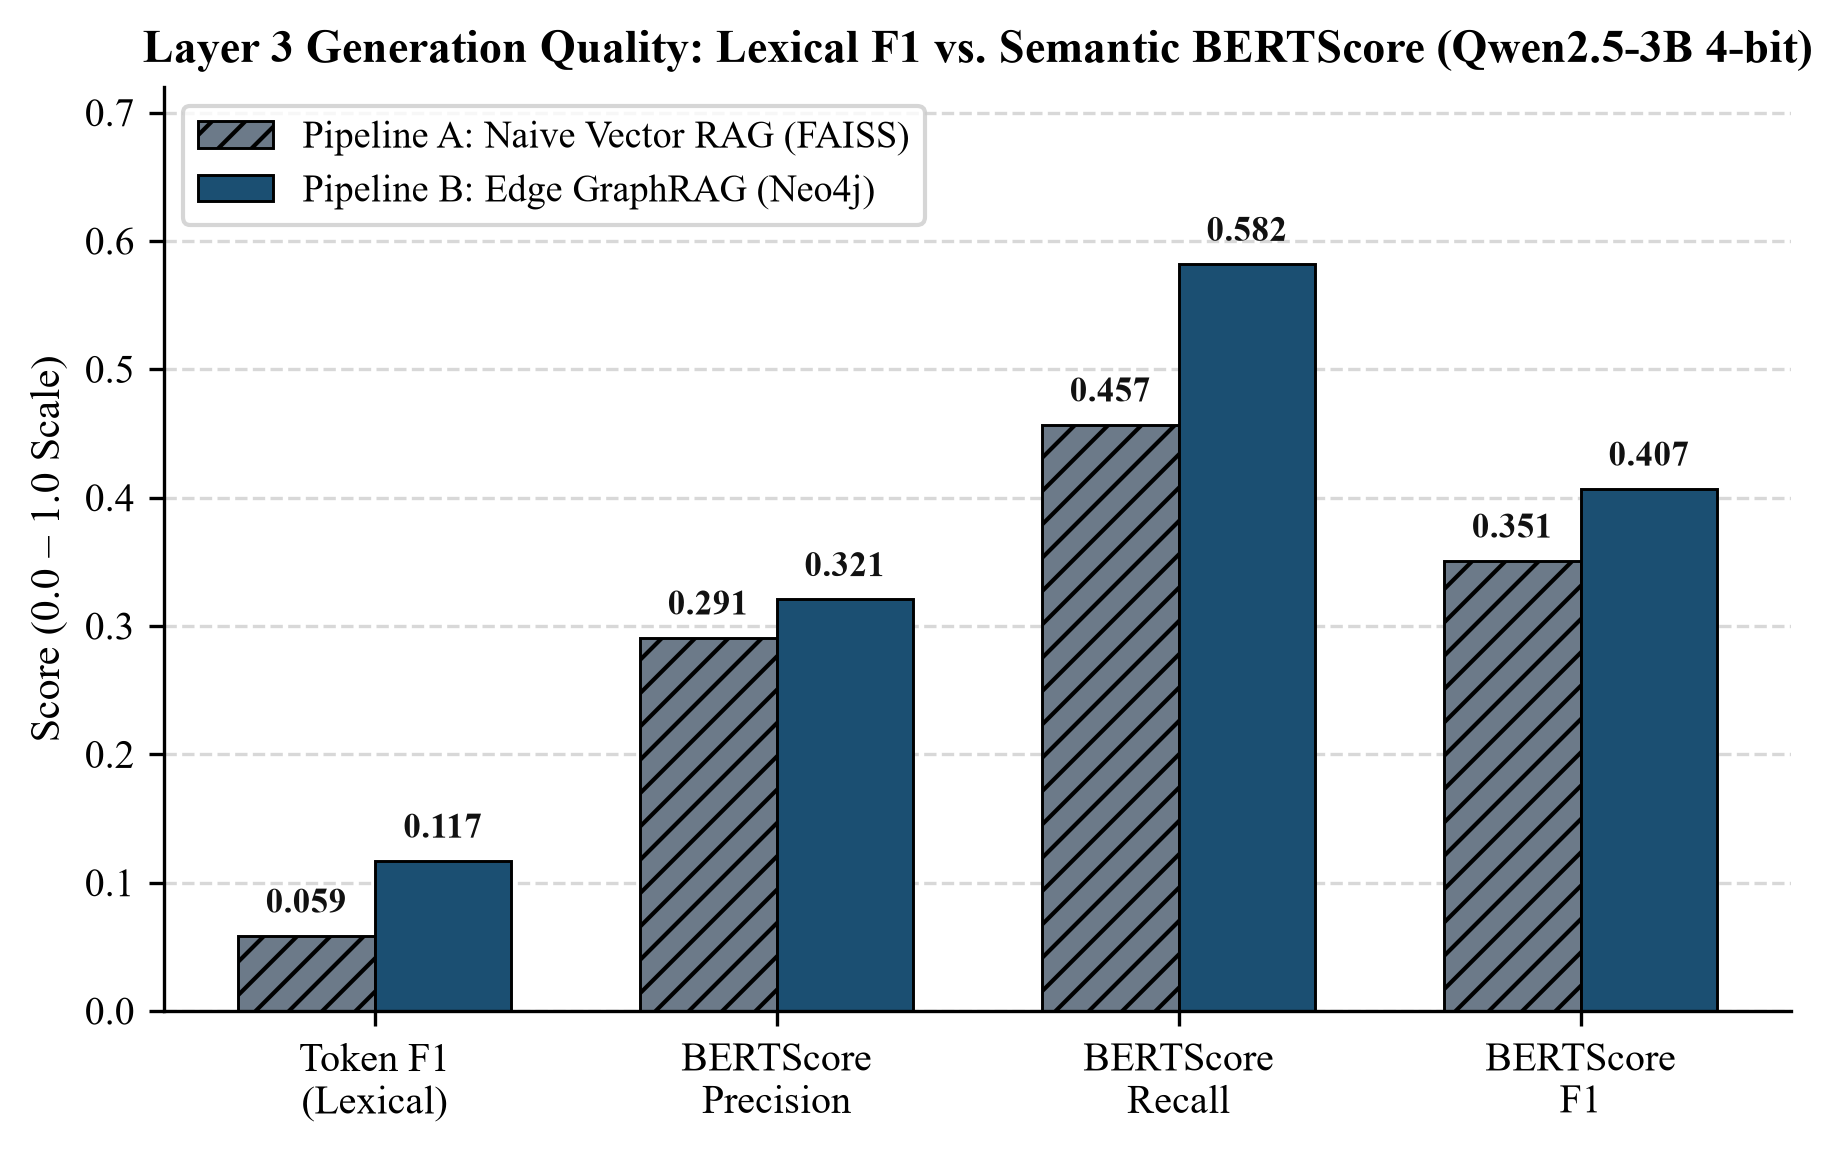 Layer 3 Generation Quality: Lexical F1 vs. Semantic BERTScore (Qwen2.5-3B 4-bit)
Pipeline A: Naive Vector RAG (FAISS)
Pipeline B: Edge GraphRAG (Neo4j)
Score (0.0 – 1.0 Scale)
0.7
0.6
0.5
0.4
0.3
0.2
0.1
0.0
0.059
0.117
0.291
0.321
0.457
0.582
0.351
0.407
Token F1
(Lexical)
BERTScore
Precision
BERTScore
Recall
BERTScore
F1